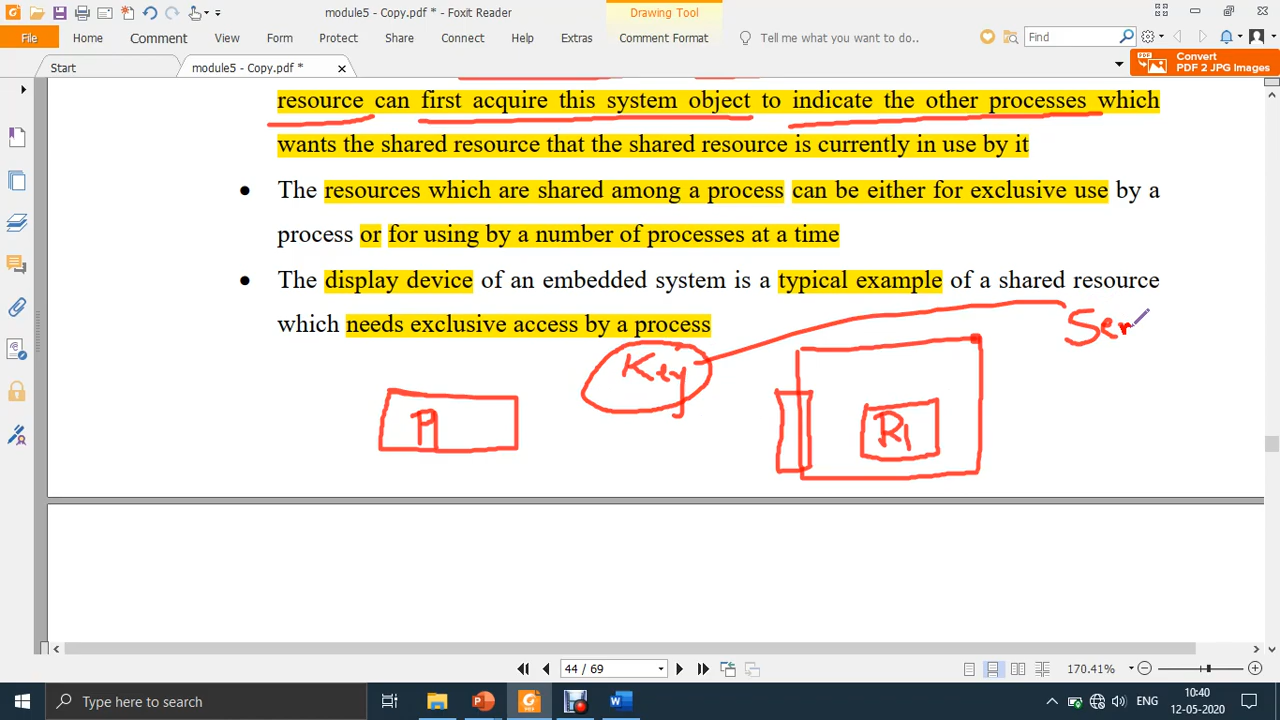 module5 - Copy.pdf * - Foxit Reader
Drawing Tool
File Home Comment View Form Protect Share Connect Help Extras Comment Format Tell me what you want to do.. Find
Start module5 - Copy.pdf * Convert
PDF 2 JPG Images
resource can first acquire this system object to indicate the other processes which
wants the shared resource that the shared resource is currently in use by it
• The resources which are shared among a process can be either for exclusive use by a
process or for using by a number of processes at a time
• The display device of an embedded system is a typical example of a shared resource
which needs exclusive access by a process
Ser
Key
P1
R1
44 / 69
170.41%
Type here to search
ENG
10:40
12-05-2020